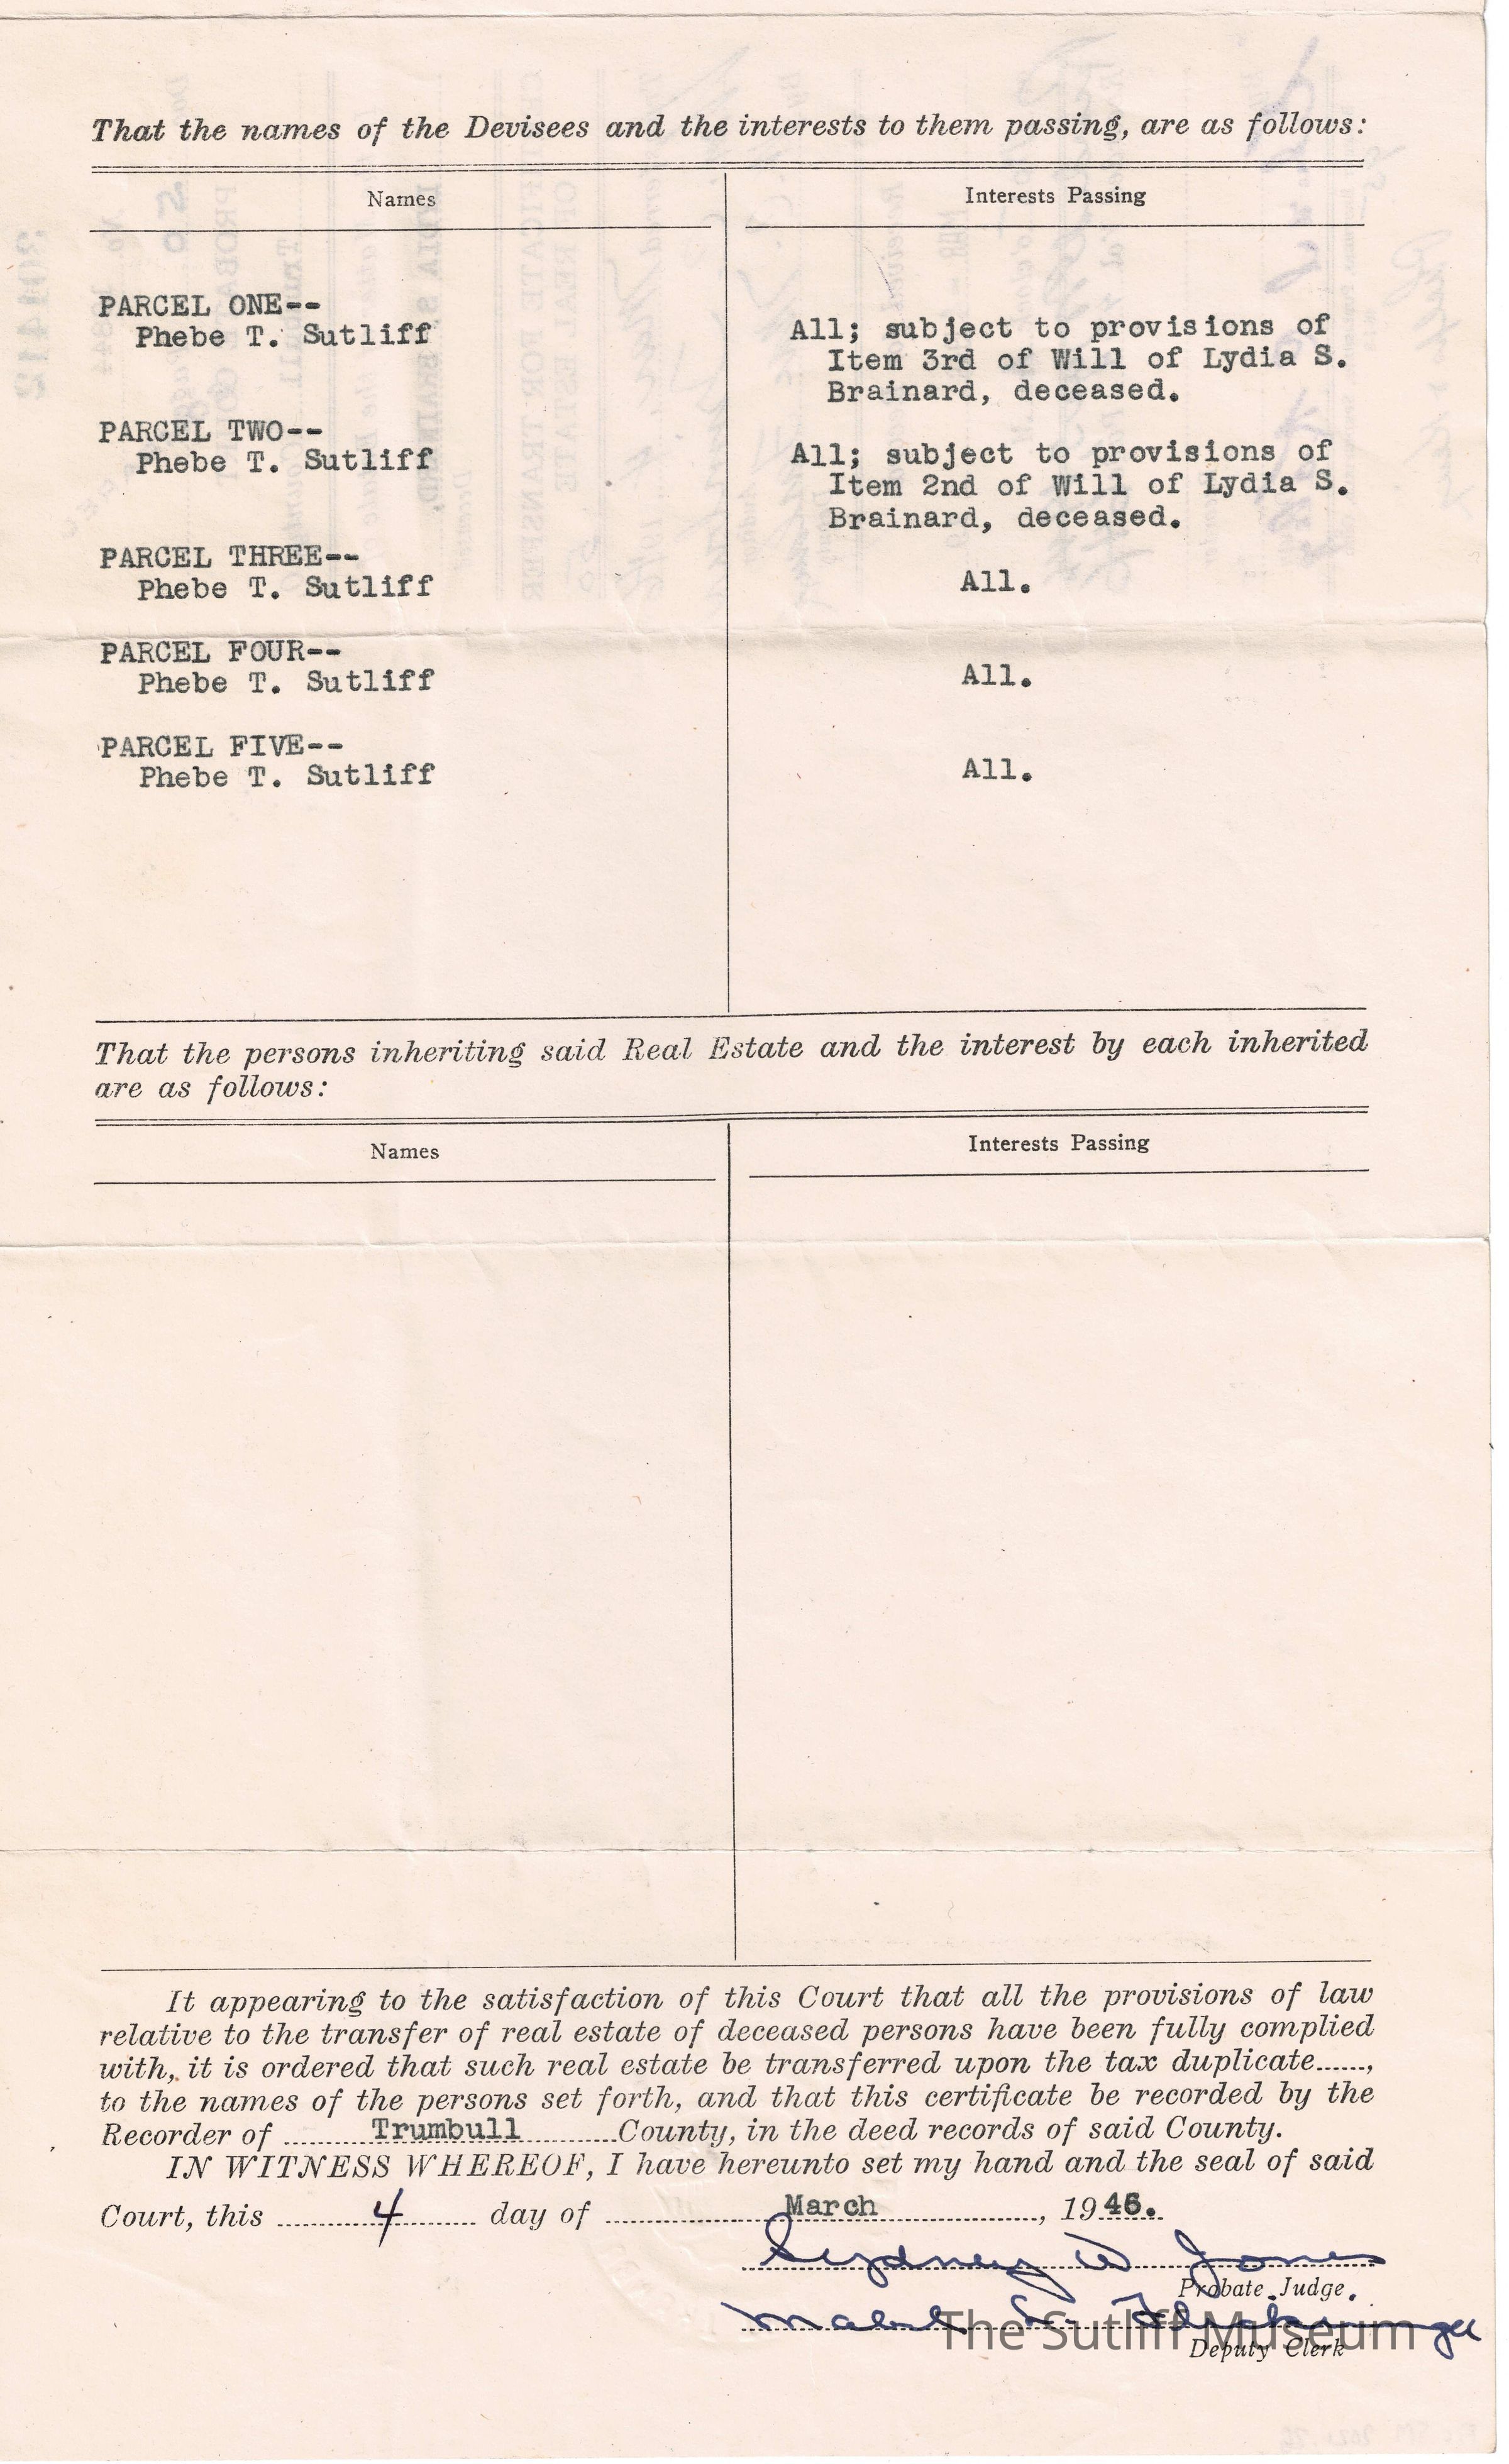 That the names of the Devisees and the interests to them passing, are as follows:
Names
Interests Passing
PARCEL ONE--
Phebe T. Sutliff
All; subject to provisions of
Item 3rd of Will of Lydia S.
Brainard, deceased.
PARCEL TWO--
Phebe T. Sutliff
All; subject to provisions of
Item 2nd of Will of Lydia S.
Brainard, deceased.
PARCEL THREE--
Phebe T. Sutliff
All.
PARCEL FOUR--
Phebe T. Sutliff
All.
PARCEL FIVE--
Phebe T. Sutliff
All.
That the persons inheriting said Real Estate and the interest by each inherited
are as follows:
Names
Interests Passing
It appearing to the satisfaction of this Court that all the provisions of law
relative to the transfer of real estate of deceased persons have been fully complied
with, it is ordered that such real estate be transferred upon the tax duplicate......,
to the names of the persons set forth, and that this certificate be recorded by the
Recorder of Trumbull County, in the deed records of said County.
IN WITNESS WHEREOF, I have hereunto set my hand and the seal of said
Court, this 4 day of March, 1946.
Sydney W Jones
Probate Judge.
Mabel
The Sutliff Museum
Deputy Clerk